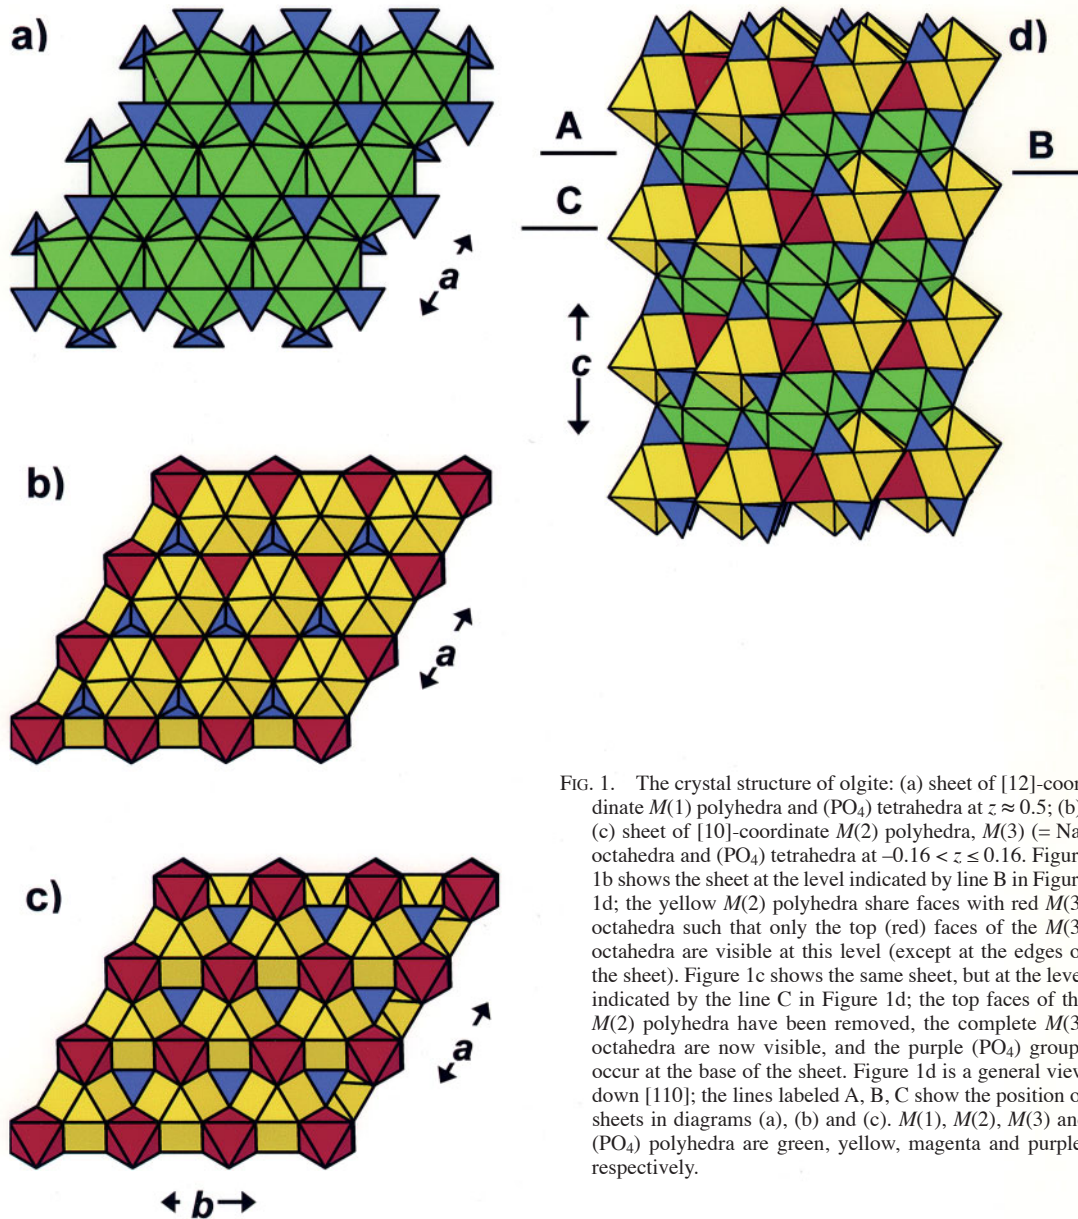 a)
a
b)
a
c)
a
b
d)
A
B
C
c
FIG. 1. The crystal structure of olgite: (a) sheet of [12]-coor
dinate M(1) polyhedra and (PO4) tetrahedra at z ≈ 0.5; (b)
(c) sheet of [10]-coordinate M(2) polyhedra, M(3) (= Na
octahedra and (PO4) tetrahedra at –0.16 < z ≤ 0.16. Figur
1b shows the sheet at the level indicated by line B in Figur
1d; the yellow M(2) polyhedra share faces with red M(3
octahedra such that only the top (red) faces of the M(3
octahedra are visible at this level (except at the edges o
the sheet). Figure 1c shows the same sheet, but at the leve
indicated by the line C in Figure 1d; the top faces of th
M(2) polyhedra have been removed, the complete M(3
octahedra are now visible, and the purple (PO4) group
occur at the base of the sheet. Figure 1d is a general view
down [110]; the lines labeled A, B, C show the position o
sheets in diagrams (a), (b) and (c). M(1), M(2), M(3) and
(PO4) polyhedra are green, yellow, magenta and purple
respectively.